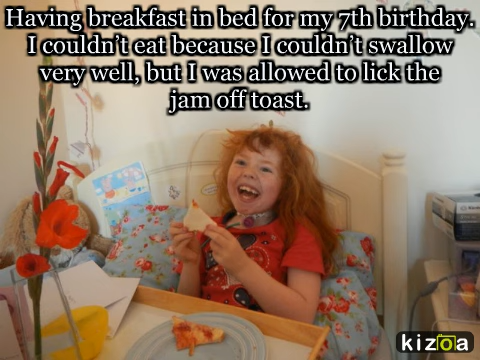 Having breakfast in bed for my 7th birthday.
I couldn't eat because I couldn't swallow
very well, but I was allowed to lick the
jam off toast.
kizoa